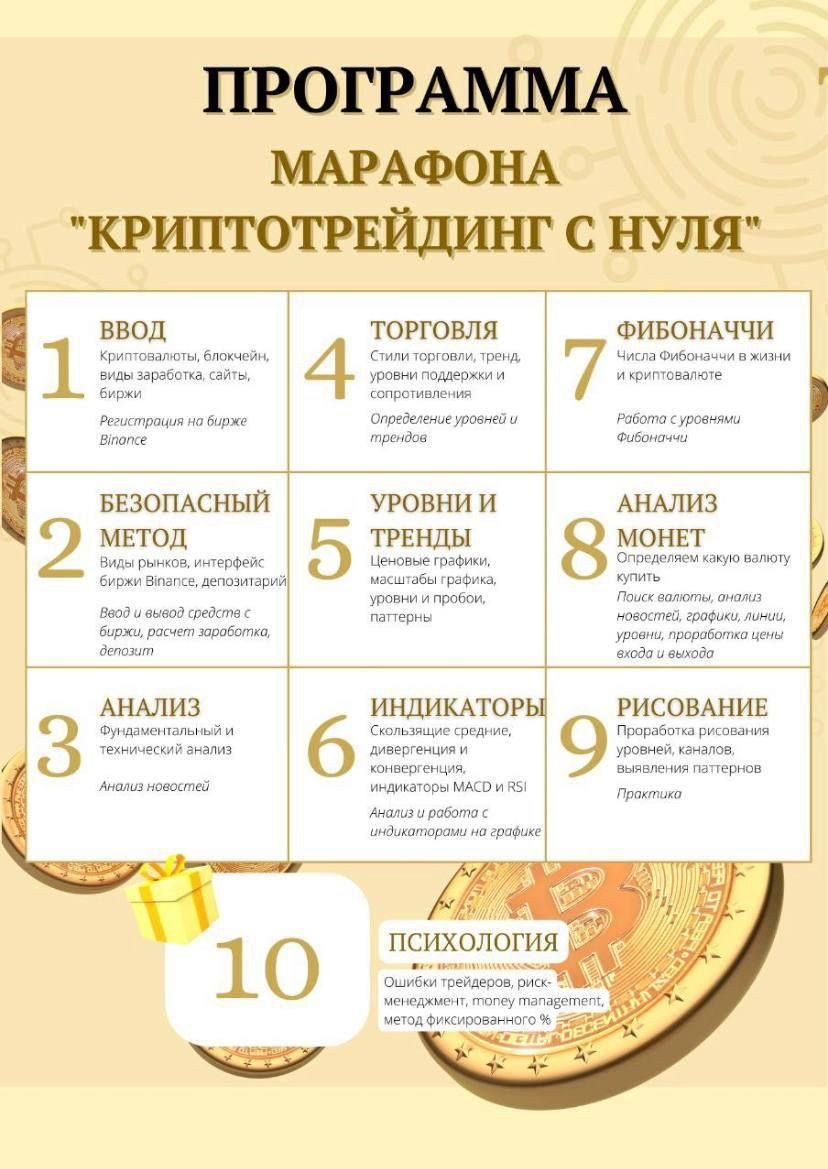 ПРОГРАММА
МАРАФОНА
"КРИПТОТРЕЙДИНГ С НУЛЯ"
1
ВВОД
Криптовалюты, блокчейн,
виды заработка, сайты,
биржи
Регистрация на бирже
Binance
2
БЕЗОПАСНЫЙ
МЕТОД
Виды рынков, интерфейс
биржи Binance, депозитарий
Ввод и вывод средств с
биржи, расчет заработка,
депозит
3
АНАЛИЗ
Фундаментальный и
технический анализ
Анализ новостей
4
ТОРГОВЛЯ
Стили торговли, тренд,
уровни поддержки и
сопротивления
Определение уровней и
трендов
5
УРОВНИ И
ТРЕНДЫ
Ценовые графики,
масштабы графика,
уровни и пробои,
паттерны
6
ИНДИКАТОРЫ
Скользящие средние,
дивергенция и
конвергенция,
индикаторы MACD и RSI
Анализ и работа с
индикаторами на графике
7
ФИБОНАЧЧИ
Числа Фибоначчи в жизни
и криптовалюте
Работа с уровнями
Фибоначчи
8
АНАЛИЗ
МОНЕТ
Определяем какую валюту
купить
Поиск валюты, анализ
новостей, графики, линии,
уровни, проработка цены
входа и выхода
9
РИСОВАНИЕ
Проработка рисования
уровней, каналов,
выявления паттернов
Практика
10
ПСИХОЛОГИЯ
Ошибки трейдеров, риск-
менеджмент, money management,
метод фиксированного %